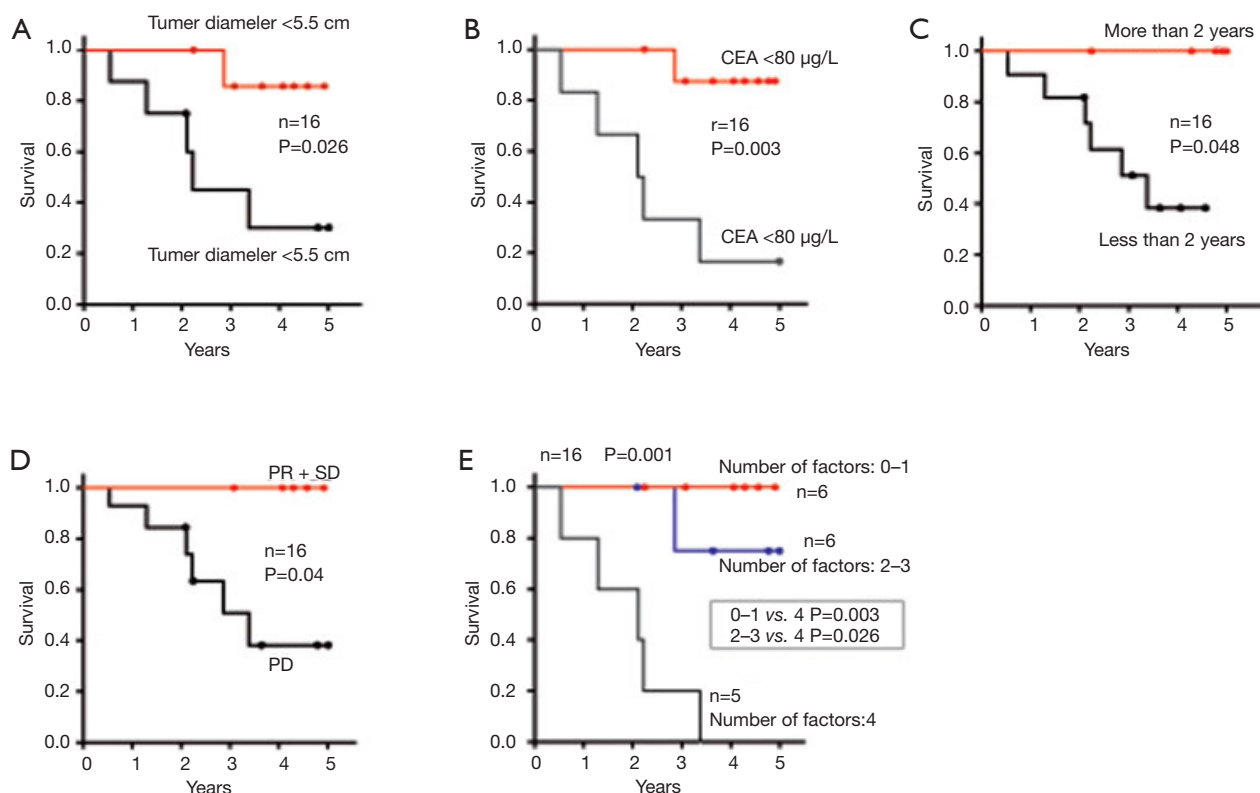 A
Tumer diameler <5.5 cm
1.0
0.8
0.6
0.4
0.2
0.0
Survival
n=16
P=0.026
Tumer diameler <5.5 cm
0 1 2 3 4 5
Years
B
1.0
0.8
0.6
0.4
0.2
0.0
Survival
CEA <80 µg/L
r=16
P=0.003
CEA <80 µg/L
0 1 2 3 4 5
Years
C
More than 2 years
1.0
0.8
0.6
0.4
0.2
0.0
Survival
n=16
P=0.048
Less than 2 years
0 1 2 3 4 5
Years
D
PR + SD
1.0
0.8
0.6
0.4
0.2
0.0
Survival
n=16
P=0.04
PD
0 1 2 3 4 5
Years
E
n=16 P=0.001
1.0
0.8
0.6
0.4
0.2
0.0
Survival
Number of factors: 0–1
n=6
n=6
Number of factors: 2–3
0–1 vs. 4 P=0.003
2–3 vs. 4 P=0.026
n=5
Number of factors:4
0 1 2 3 4 5
Years